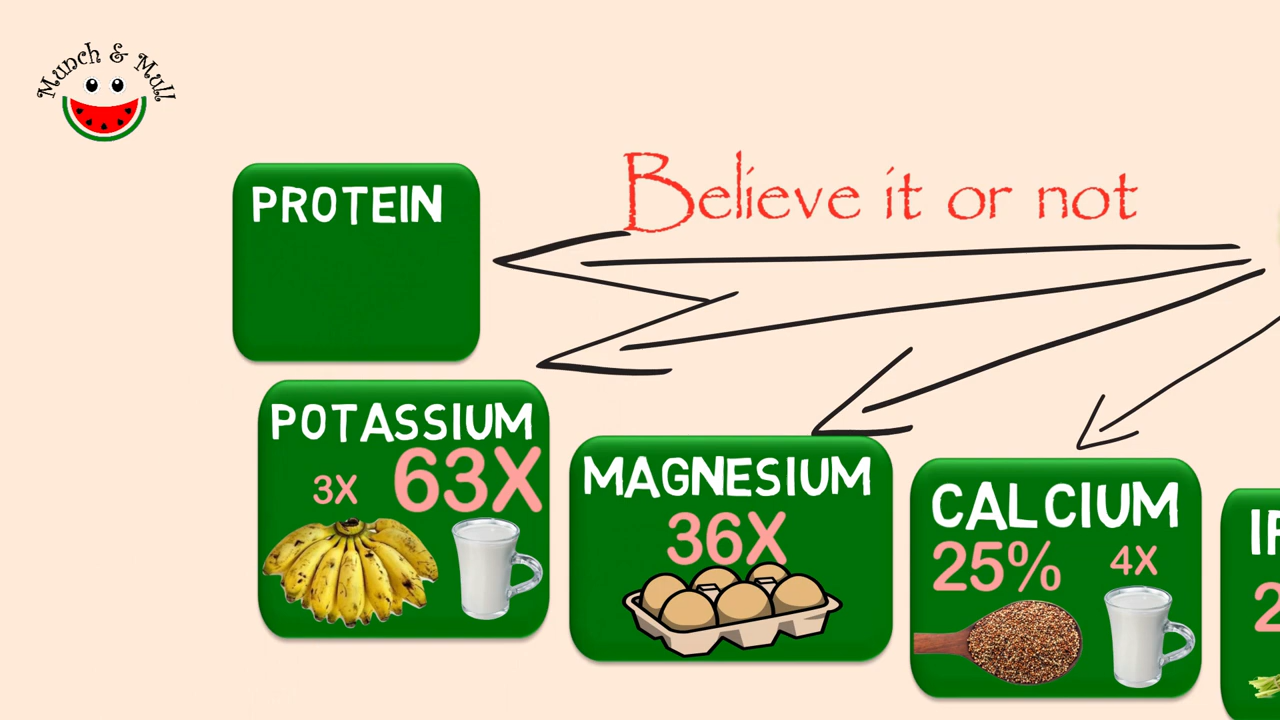 Munch & Mull
Believe it or not
PROTEIN
POTASSIUM
3X 63X
MAGNESIUM
36X
CALCIUM
25% 4X